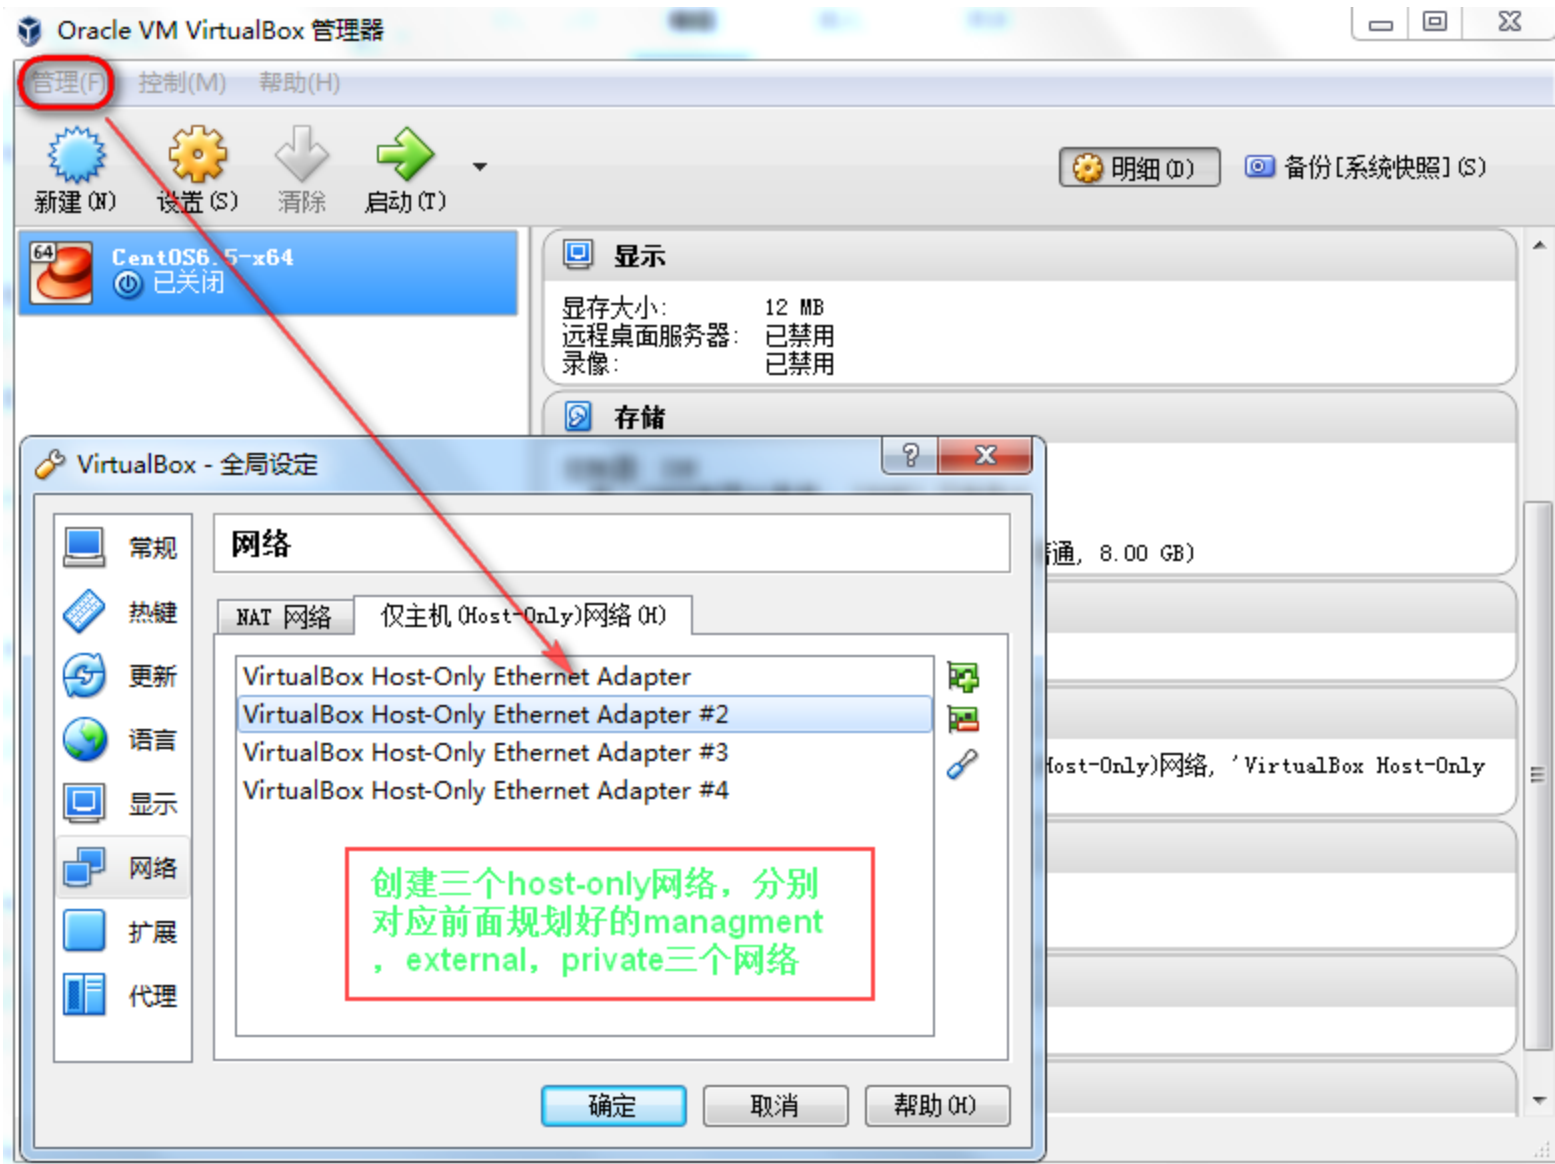 Oracle VM VirtualBox 管理器
管理(F) 控制(M) 帮助(H)
新建(N) 设置(S) 清除 启动(T) 明细(D) 备份[系统快照](S)
64 CentOS6.5-x64
已关闭
显示
显存大小: 12 MB
远程桌面服务器: 已禁用
录像: 已禁用
存储
通, 8.00 GB)
ost-Only)网络, 'VirtualBox Host-Only
VirtualBox - 全局设定
常规
热键
更新
语言
显示
网络
扩展
代理
网络
NAT 网络 仅主机(Host-Only)网络(H)
VirtualBox Host-Only Ethernet Adapter
VirtualBox Host-Only Ethernet Adapter #2
VirtualBox Host-Only Ethernet Adapter #3
VirtualBox Host-Only Ethernet Adapter #4
创建三个host-only网络，分别
对应前面规划好的managment
，external，private三个网络
确定 取消 帮助(H)